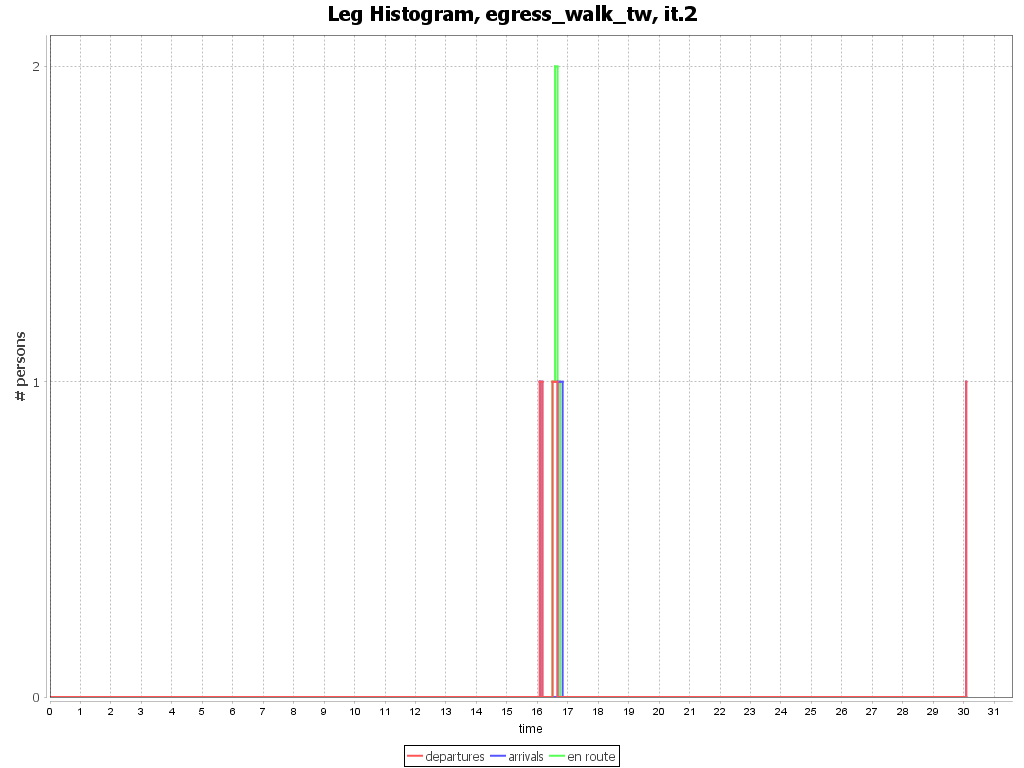 Leg Histogram, egress_walk_tw, it.2
# persons
2
1
0
0 1 2 3 4 5 6 7 8 9 10 11 12 13 14 15 16 17 18 19 20 21 22 23 24 25 26 27 28 29 30 31
time
departures arrivals en route